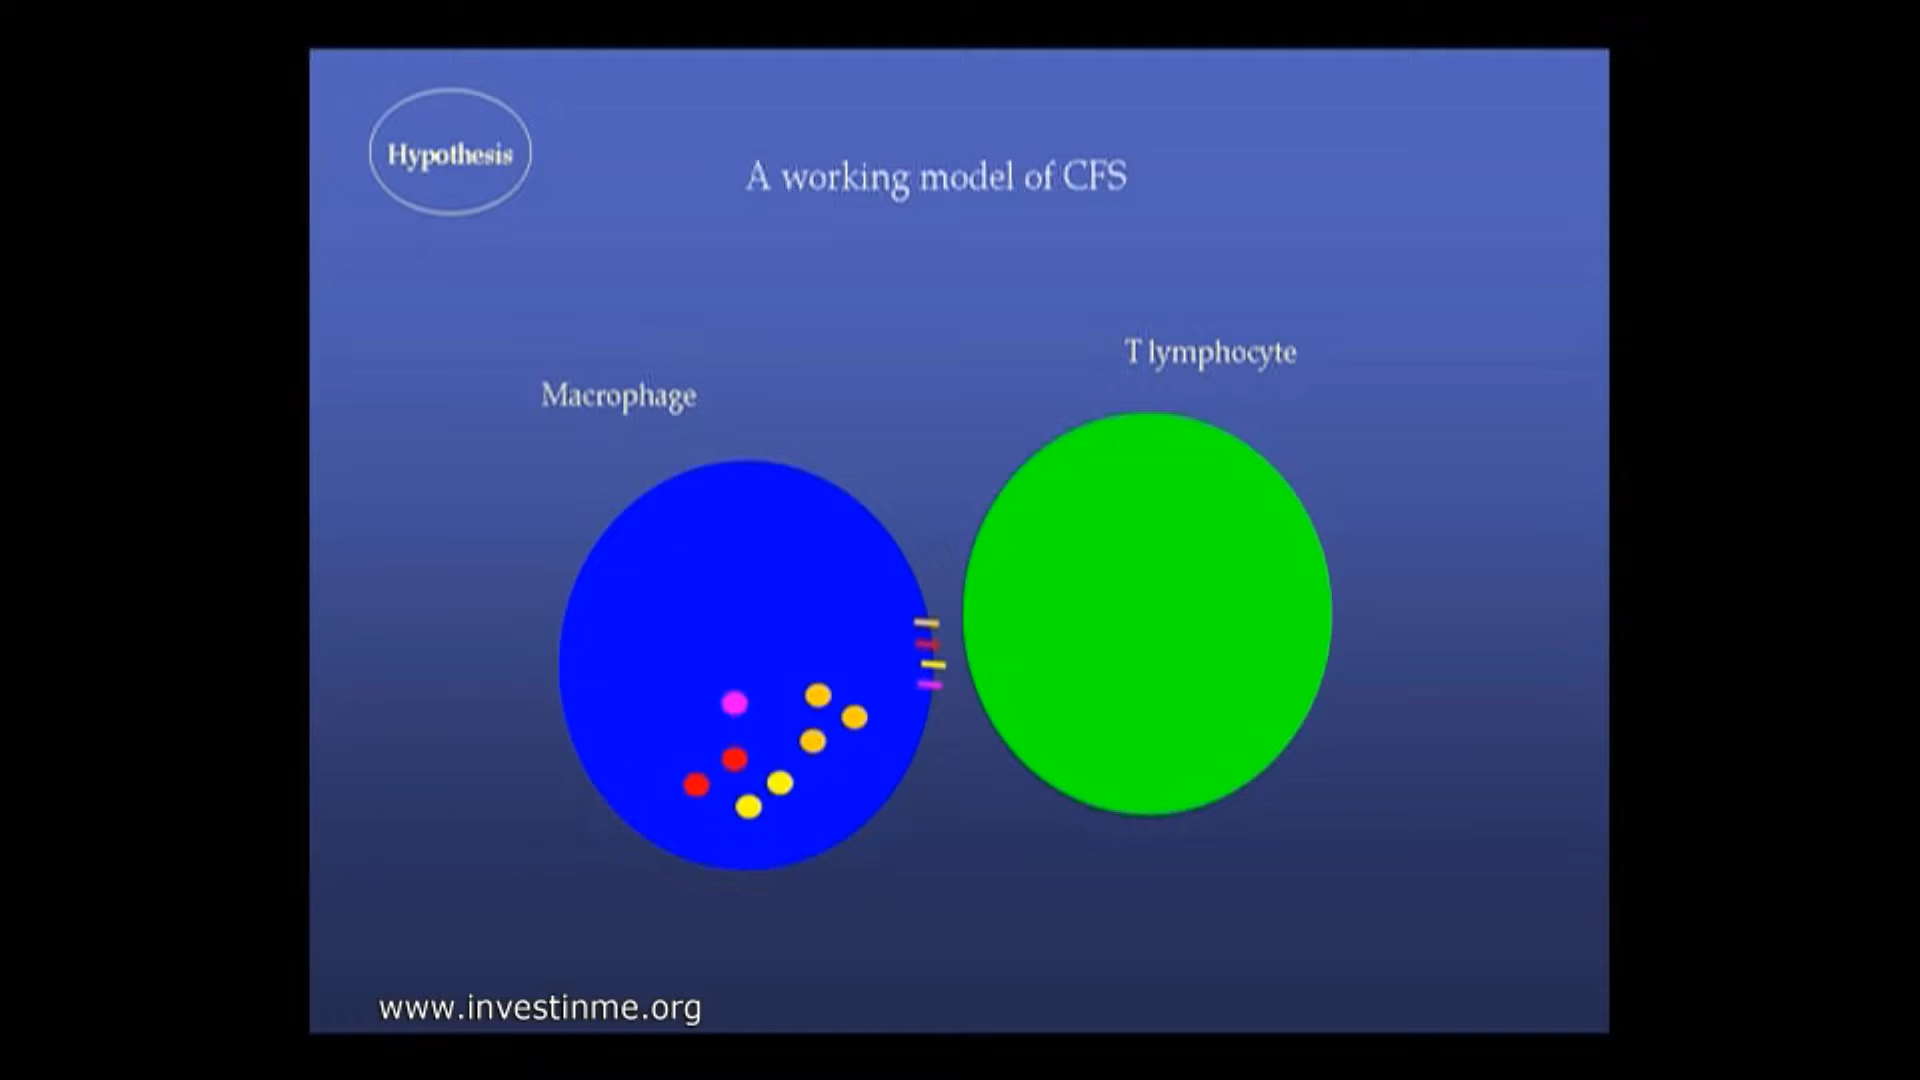 Hypothesis
A working model of CFS
T lymphocyte
Macrophage
www.investinme.org